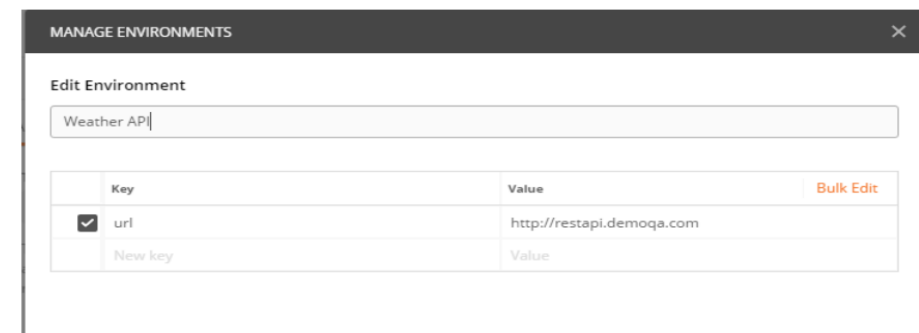 MANAGE ENVIRONMENTS
Edit Environment
Weather API
Key Value Bulk Edit
url http://restapi.demoqa.com
New key Value